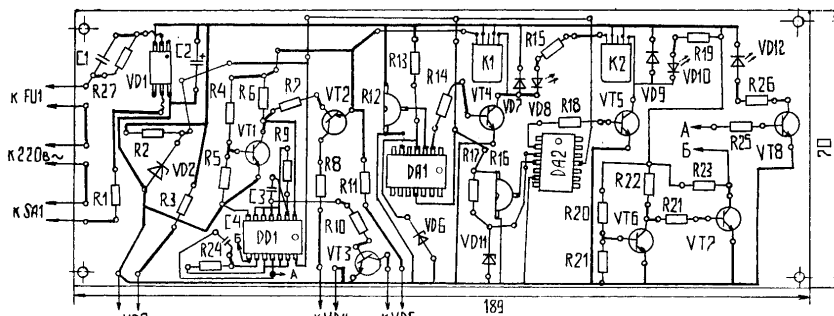 C1
R27
VD1
C2
К FU1
К 220в~
К SA1
R1
R2
VD2
R3
R4
R5
R6
R7
VT1
R9
C3
C4
R24
Б
DD1
А
VT2
R8
R10
VT3
R11
R12
R13
R14
DA1
VD6
K1
VT4
VD7
VD8
R15
R17
R16
VD11
DA2
R18
K2
VT5
VD9
VD10
R19
VD12
R26
А
Б
R25
VT8
R22
R23
R20
R21
VT6
R21
VT7
70
189